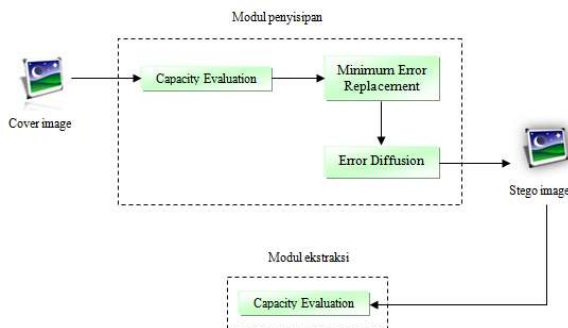 Modul penyisipan
Capacity Evaluation
Minimum Error
Replacement
Cover image
Error Diffusion
Stego image
Modul ekstraksi
Capacity Evaluation